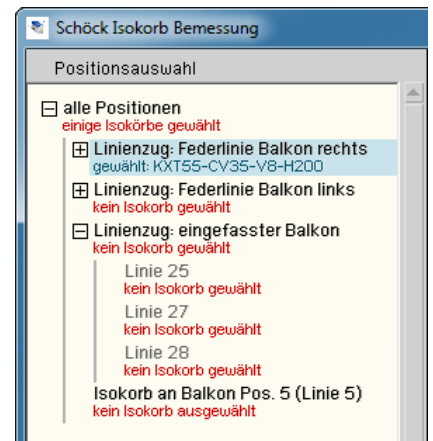 Schöck Isokorb Bemessung
Positionsauswahl
alle Positionen
einige Isokörbe gewählt
Linienzug: Federlinie Balkon rechts
gewählt: KXT55-CV35-V8-H200
Linienzug: Federlinie Balkon links
kein Isokorb gewählt
Linienzug: eingefasster Balkon
kein Isokorb gewählt
Linie 25
kein Isokorb gewählt
Linie 27
kein Isokorb gewählt
Linie 28
kein Isokorb gewählt
Isokorb an Balkon Pos. 5 (Linie 5)
kein Isokorb ausgewählt